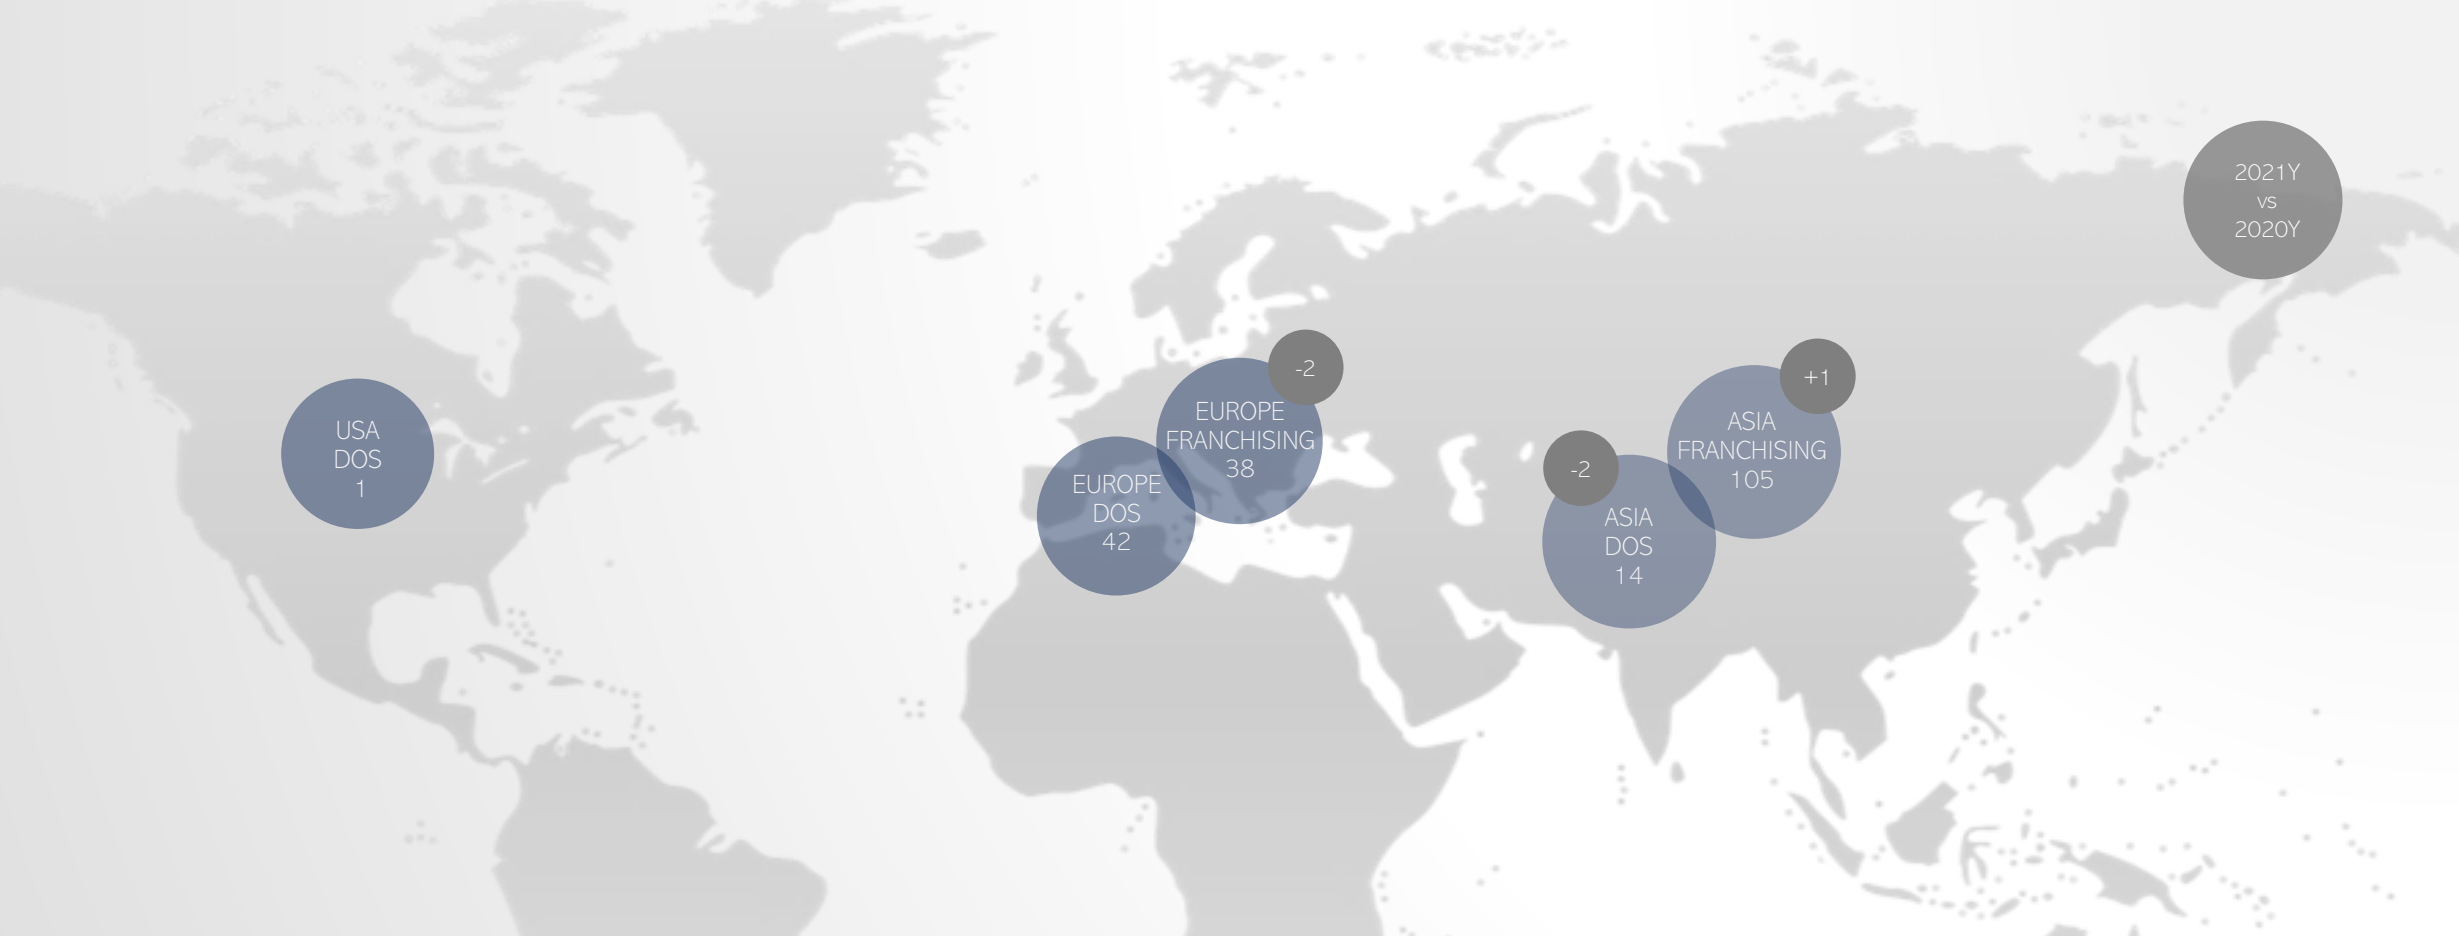 2021Y
vs
2020Y
USA
DOS
1
EUROPE
DOS
42
-2
EUROPE
FRANCHISING
38
-2
ASIA
DOS
14
+1
ASIA
FRANCHISING
105